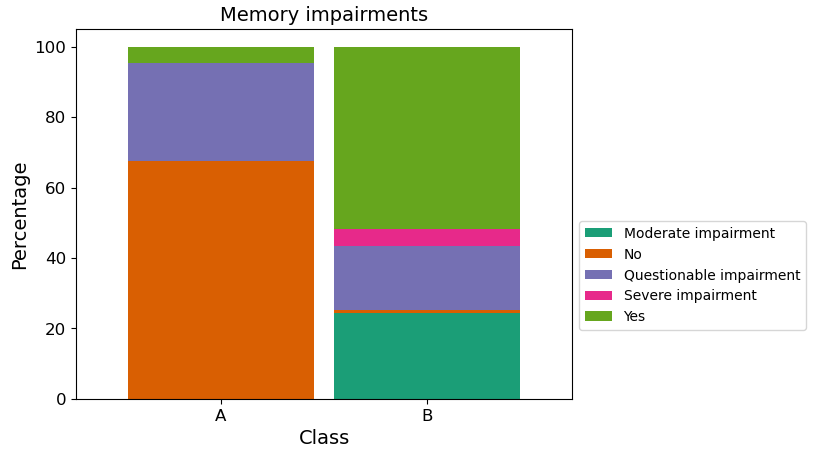 Memory impairments
100
80
60
40
20
0
Percentage
A B
Class
Moderate impairment
No
Questionable impairment
Severe impairment
Yes